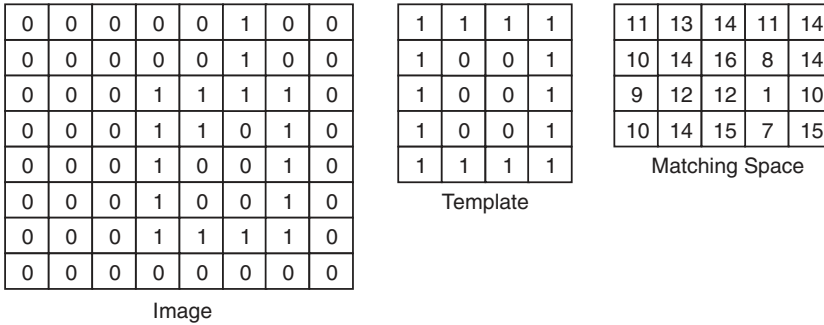 0 0 0 0 0 1 0 0
0 0 0 0 0 1 0 0
0 0 0 1 1 1 1 0
0 0 0 1 1 0 1 0
0 0 0 1 0 0 1 0
0 0 0 1 0 0 1 0
0 0 0 1 1 1 1 0
0 0 0 0 0 0 0 0
Image
1 1 1 1
1 0 0 1
1 0 0 1
1 0 0 1
1 1 1 1
Template
11 13 14 11 14
10 14 16 8 14
9 12 12 1 10
10 14 15 7 15
Matching Space